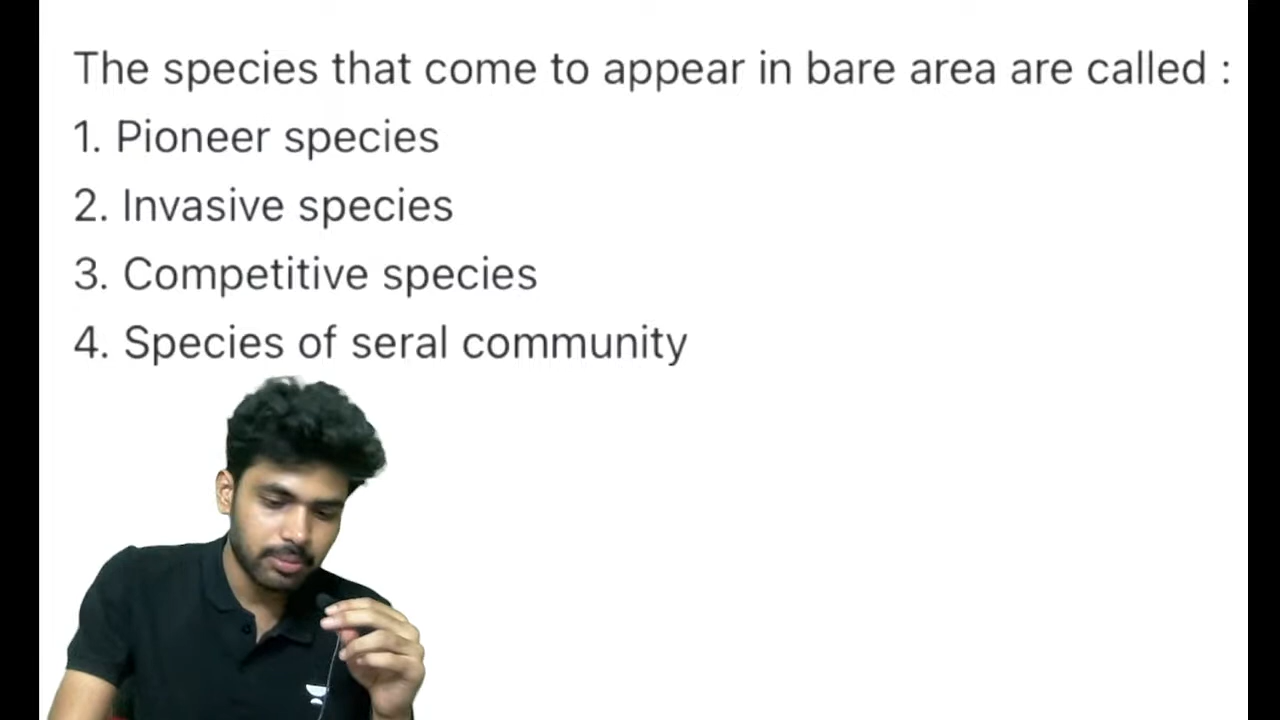 The species that come to appear in bare area are called :
1. Pioneer species
2. Invasive species
3. Competitive species
4. Species of seral community